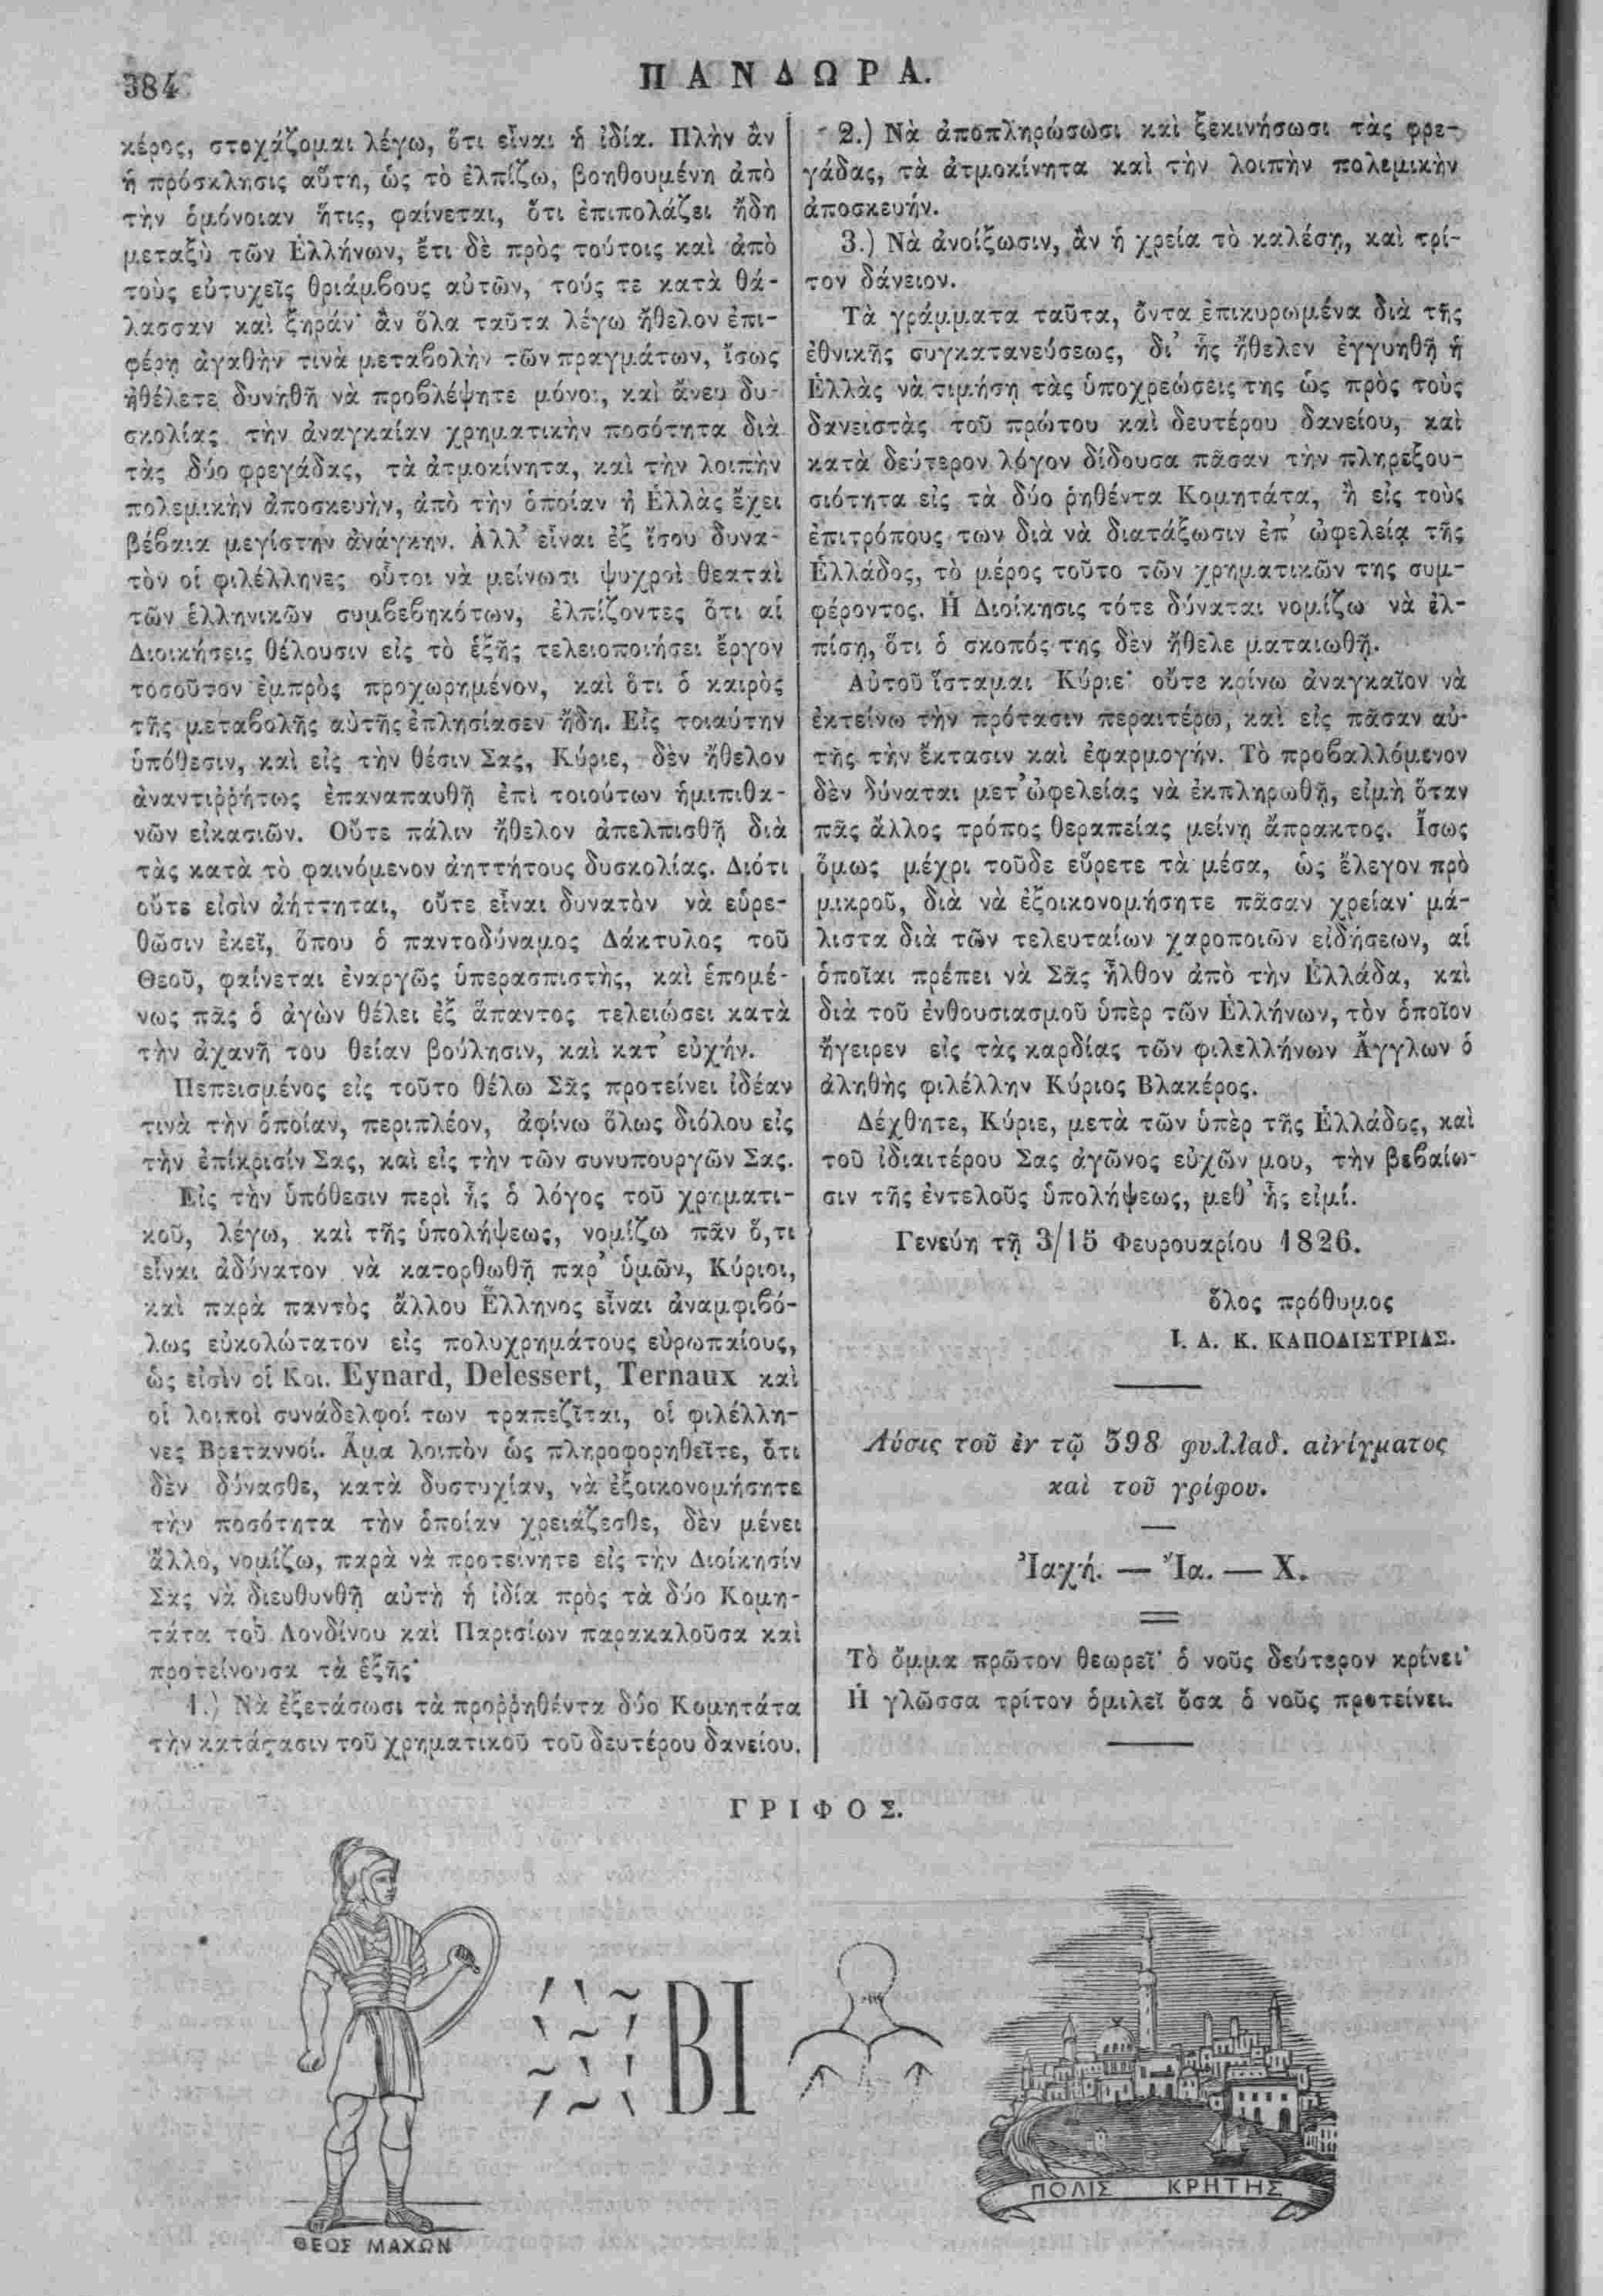 384
ΠΑΝΔΩΡΑ.
κέρος, στοχάζομαι λέγω, ὅτι εἶναι ἡ ἰδία. Πλὴν ἂν
ἡ πρόσκλησις αὕτη, ὡς τὸ ἐλπίζω, βοηθουμένη ἀπὸ
τὴν ὁμόνοιαν ἥτις, φαίνεται, ὅτι ἐπιπολάζει ἤδη
μεταξὺ τῶν Ἑλλήνων, ἔτι δὲ πρὸς τούτοις καὶ ἀπὸ
τοὺς εὐτυχεῖς θριάμβους αὐτῶν, τούς τε κατὰ θά-
λασσαν καὶ ξηράν· ἂν ὅλα ταῦτα λέγω ἤθελον ἐπι-
φέρῃ ἀγαθὴν τινὰ μεταβολὴν τῶν πραγμάτων, ἴσως
ἠθέλετε δυνηθῆ νὰ προβλέψητε μόνοι, καὶ ἄνευ δυ-
σκολίας τὴν ἀναγκαίαν χρηματικὴν ποσότητα διὰ
τὰς δύο φρεγάδας, τὰ ἀτμοκίνητα, καὶ τὴν λοιπὴν
πολεμικὴν ἀποσκευὴν, ἀπὸ τὴν ὁποίαν ἡ Ἑλλὰς ἔχει
βέβαια μεγίστην ἀνάγκην. Ἀλλ' εἶναι ἐξ ἴσου δυνα-
τὸν οἱ φιλέλληνες οὗτοι νὰ μείνωσι ψυχροὶ θεαταὶ
τῶν ἑλληνικῶν συμβεβηκότων, ἐλπίζοντες ὅτι αἱ
Διοικήσεις θέλουσιν εἰς τὸ ἑξῆς τελειοποιήσει ἔργον
τοσοῦτον ἐμπρὸς προχωρημένον, καὶ ὅτι ὁ καιρὸς
τῆς μεταβολῆς αὐτῆς ἐπλησίασεν ἤδη. Εἰς τοιαύτην
ὑπόθεσιν, καὶ εἰς τὴν θέσιν Σας, Κύριε, δὲν ἤθελον
ἀναντιῤῥήτως ἐπαναπαυθῆ ἐπὶ τοιούτων ἡμιπιθα-
νῶν εἰκασιῶν. Οὔτε πάλιν ἤθελον ἀπελπισθῆ διὰ
τὰς κατὰ τὸ φαινόμενον ἀηττήτους δυσκολίας. Διότι
οὔτε εἰσὶν ἀήττηται, οὔτε εἶναι δυνατὸν νὰ εὑρε-
θῶσιν ἐκεῖ, ὅπου ὁ παντοδύναμος Δάκτυλος τοῦ
Θεοῦ, φαίνεται ἐναργῶς ὑπερασπιστὴς, καὶ ἑπομέ-
νως πᾶς ὁ ἀγὼν θέλει ἐξ ἅπαντος τελειώσει κατὰ
τὴν ἀχανῆ του θείαν βούλησιν, καὶ κατ' εὐχήν.
Πεπεισμένος εἰς τοῦτο θέλω Σᾶς προτείνει ἰδέαν
τινὰ τὴν ὁποίαν, περιπλέον, ἀφίνω ὅλως διόλου εἰς
τὴν ἐπίκρισίν Σας, καὶ εἰς τὴν τῶν συνυπουργῶν Σας.
Εἰς τὴν ὑπόθεσιν περὶ ἧς ὁ λόγος τοῦ χρηματι-
κοῦ, λέγω, καὶ τῆς ὑπολήψεως, νομίζω πᾶν ὅ,τι
εἶναι ἀδύνατον νὰ κατορθωθῇ παρ' ὑμῶν, Κύριοι,
καὶ παρὰ παντὸς ἄλλου Ἕλληνος εἶναι ἀναμφιβό-
λως εὐκολώτατον εἰς πολυχρημάτους εὐρωπαίους,
ὡς εἰσὶν οἱ Κοι. Eynard, Delessert, Ternaux καὶ
οἱ λοιποὶ συνάδελφοί των τραπεζῖται, οἱ φιλέλλη-
νες Βρεταννοί. Ἅμα λοιπὸν ὡς πληροφορηθεῖτε, ὅτι
δὲν δύνασθε, κατὰ δυστυχίαν, νὰ ἐξοικονομήσητε
τὴν ποσότητα τὴν ὁποίαν χρειάζεσθε, δὲν μένει
ἄλλο, νομίζω, παρὰ νὰ προτείνητε εἰς τὴν Διοίκησίν
Σας νὰ διευθυνθῇ αὐτὴ ἡ ἰδία πρὸς τὰ δύο Κομη-
τάτα τοῦ Λονδίνου καὶ Παρισίων παρακαλοῦσα καὶ
προτείνουσα τὰ ἑξῆς·
1.) Νὰ ἐξετάσωσι τὰ προῤῥηθέντα δύο Κομητάτα
τὴν κατάστασιν τοῦ χρηματικοῦ τοῦ δευτέρου δανείου.
2.) Νὰ ἀποπληρώσωσι καὶ ξεκινήσωσι τὰς φρε-
γάδας, τὰ ἀτμοκίνητα καὶ τὴν λοιπὴν πολεμικὴν
ἀποσκευήν.
3.) Νὰ ἀνοίξωσιν, ἂν ἡ χρεία τὸ καλέσῃ, καὶ τρί-
τον δάνειον.
Τὰ γράμματα ταῦτα, ὄντα ἐπικυρωμένα διὰ τῆς
ἐθνικῆς συγκατανεύσεως, δι' ἧς ἤθελεν ἐγγυηθῆ ἡ
Ἑλλὰς νὰ τιμήσῃ τὰς ὑποχρεώσεις της ὡς πρὸς τοὺς
δανειστὰς τοῦ πρώτου καὶ δευτέρου δανείου, καὶ
κατὰ δεύτερον λόγον δίδουσα πᾶσαν τὴν πληρεξου-
σιότητα εἰς τὰ δύο ῥηθέντα Κομητάτα, ἢ εἰς τοὺς
ἐπιτρόπους των διὰ νὰ διατάξωσιν ἐπ' ὠφελείᾳ τῆς
Ἑλλάδος, τὸ μέρος τοῦτο τῶν χρηματικῶν της συμ-
φέροντος. Ἡ Διοίκησις τότε δύναται νομίζω νὰ ἐλ-
πίσῃ, ὅτι ὁ σκοπός της δὲν ἤθελε ματαιωθῆ.
Αὐτοῦ ἵσταμαι Κύριε· οὔτε κρίνω ἀναγκαῖον νὰ
ἐκτείνω τὴν πρότασιν περαιτέρω, καὶ εἰς πᾶσαν αὐ-
τῆς τὴν ἔκτασιν καὶ ἐφαρμογήν. Τὸ προβαλλόμενον
δὲν δύναται μετ' ὠφελείας νὰ ἐκπληρωθῇ, εἰμὴ ὅταν
πᾶς ἄλλος τρόπος θεραπείας μείνῃ ἄπρακτος. Ἴσως
ὅμως μέχρι τοῦδε εὕρετε τὰ μέσα, ὡς ἔλεγον πρὸ
μικροῦ, διὰ νὰ ἐξοικονομήσητε πᾶσαν χρείαν· μά-
λιστα διὰ τῶν τελευταίων χαροποιῶν εἰδήσεων, αἱ
ὁποῖαι πρέπει νὰ Σᾶς ἦλθον ἀπὸ τὴν Ἑλλάδα, καὶ
διὰ τοῦ ἐνθουσιασμοῦ ὑπὲρ τῶν Ἑλλήνων, τὸν ὁποῖον
ἤγειρεν εἰς τὰς καρδίας τῶν φιλελλήνων Ἄγγλων ὁ
ἀληθὴς φιλέλλην Κύριος Βλακέρος.
Δέχθητε, Κύριε, μετὰ τῶν ὑπὲρ τῆς Ἑλλάδος, καὶ
τοῦ ἰδιαιτέρου Σας ἀγῶνος εὐχῶν μου, τὴν βεβαίω-
σιν τῆς ἐντελοῦς ὑπολήψεως, μεθ' ἧς εἰμί.
Γενεύῃ τῇ 3/15 Φευρουαρίου 1826.
ὅλος πρόθυμος
Ι. Α. Κ. ΚΑΠΟΔΙΣΤΡΙΑΣ.
Λύσις τοῦ ἐν τῷ 398 φυλλαδ. αἰνίγματος
καὶ τοῦ γρίφου.
Ἰαχή. — Ἴα. — Χ.
Τὸ ὄμμα πρῶτον θεωρεῖ· ὁ νοῦς δεύτερον κρίνει·
Ἡ γλῶσσα τρίτον ὁμιλεῖ ὅσα ὁ νοῦς προτείνει.
ΓΡΙΦΟΣ.
ΒΙ
ΠΟΛΙΣ ΚΡΗΤΗΣ
ΘΕΟΣ ΜΑΧΩΝ